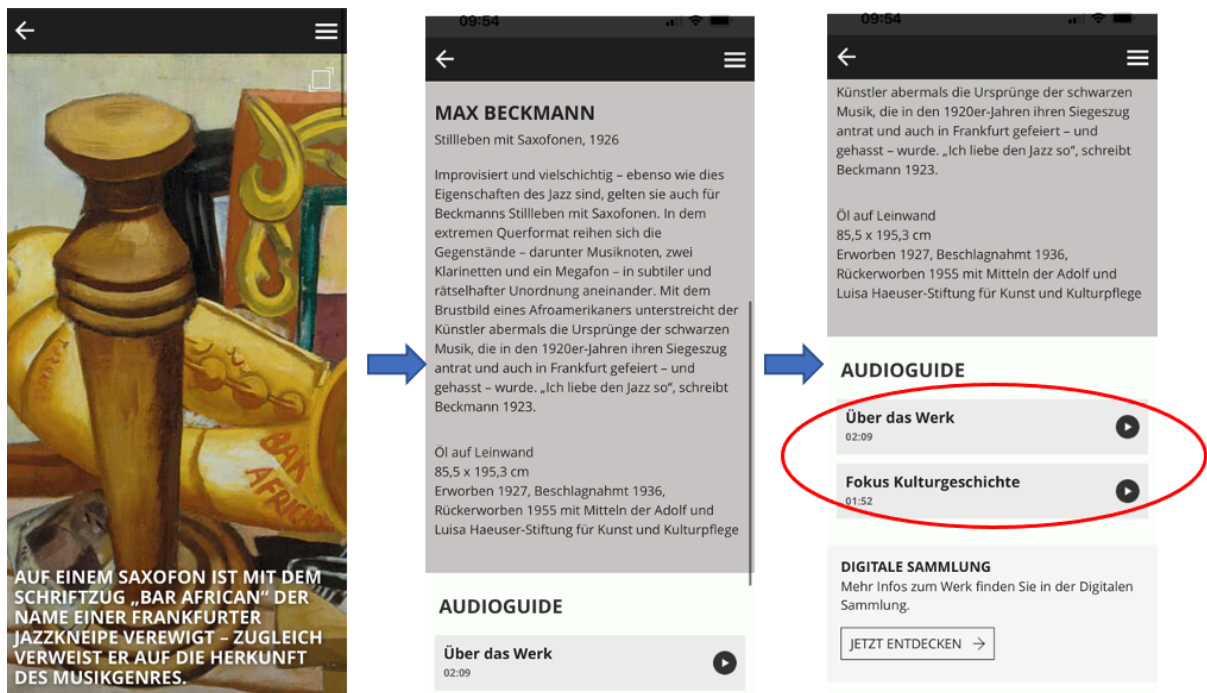 BAR
AFRICAN
AUF EINEM SAXOFON IST MIT DEM
SCHRIFTZUG „BAR AFRICAN“ DER
NAME EINER FRANKFURTER
JAZZKNEIPE VEREWIGT – ZUGLEICH
VERWEIST ER AUF DIE HERKUNFT
DES MUSIKGENRES.
09:54
MAX BECKMANN
Stillleben mit Saxofonen, 1926
Improvisiert und vielschichtig – ebenso wie dies
Eigenschaften des Jazz sind, gelten sie auch für
Beckmanns Stillleben mit Saxofonen. In dem
extremen Querformat reihen sich die
Gegenstände – darunter Musiknoten, zwei
Klarinetten und ein Megafon – in subtiler und
rätselhafter Unordnung aneinander. Mit dem
Brustbild eines Afroamerikaners unterstreicht der
Künstler abermals die Ursprünge der schwarzen
Musik, die in den 1920er-Jahren ihren Siegeszug
antrat und auch in Frankfurt gefeiert – und
gehasst – wurde. „Ich liebe den Jazz so“, schreibt
Beckmann 1923.
Öl auf Leinwand
85,5 x 195,3 cm
Erworben 1927, Beschlagnahmt 1936,
Rückerworben 1955 mit Mitteln der Adolf und
Luisa Haeuser-Stiftung für Kunst und Kulturpflege
AUDIOGUIDE
Über das Werk
02:09
09:54
Künstler abermals die Ursprünge der schwarzen
Musik, die in den 1920er-Jahren ihren Siegeszug
antrat und auch in Frankfurt gefeiert – und
gehasst – wurde. „Ich liebe den Jazz so“, schreibt
Beckmann 1923.
Öl auf Leinwand
85,5 x 195,3 cm
Erworben 1927, Beschlagnahmt 1936,
Rückerworben 1955 mit Mitteln der Adolf und
Luisa Haeuser-Stiftung für Kunst und Kulturpflege
AUDIOGUIDE
Über das Werk
02:09
Fokus Kulturgeschichte
01:52
DIGITALE SAMMLUNG
Mehr Infos zum Werk finden Sie in der Digitalen
Sammlung.
JETZT ENTDECKEN →